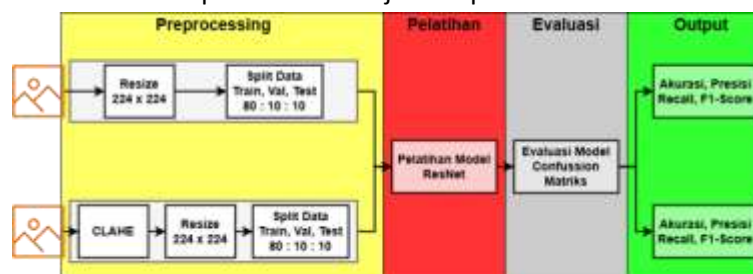 Preprocessing
Pelatihan
Evaluasi
Output
Resize
224 x 224
Split Data
Train, Val, Test
80 : 10 : 10
Akurasi, Presisi
Recall, F1-Score
Pelatihan Model
ResNet
Evaluasi Model
Confussion
Matriks
CLAHE
Resize
224 x 224
Split Data
Train, Val, Test
80 : 10 : 10
Akurasi, Presisi
Recall, F1-Score